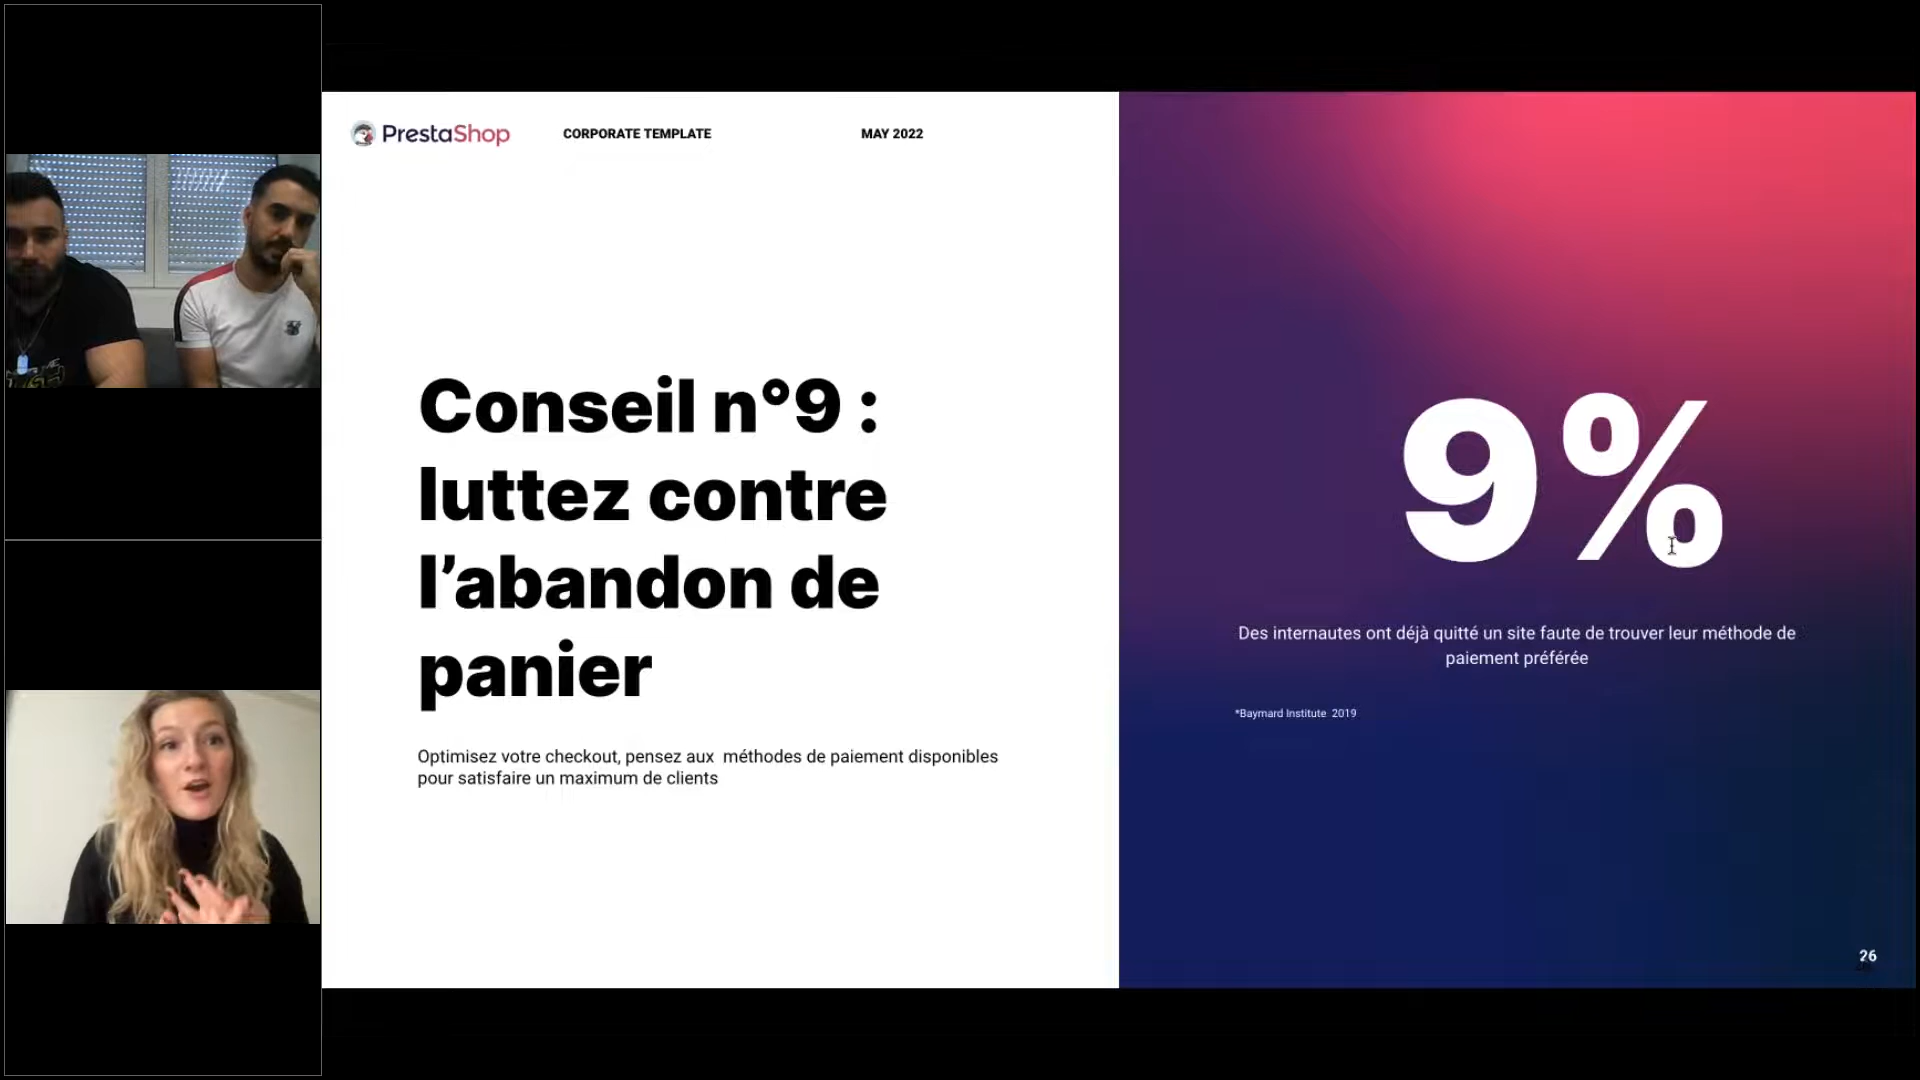 PrestaShop
CORPORATE TEMPLATE
MAY 2022
Conseil n°9 :
luttez contre
l’abandon de
panier
Optimisez votre checkout, pensez aux  méthodes de paiement disponibles
pour satisfaire un maximum de clients
9%
Des internautes ont déjà quitté un site faute de trouver leur méthode de
paiement préférée
*Baymard Institute  2019
26